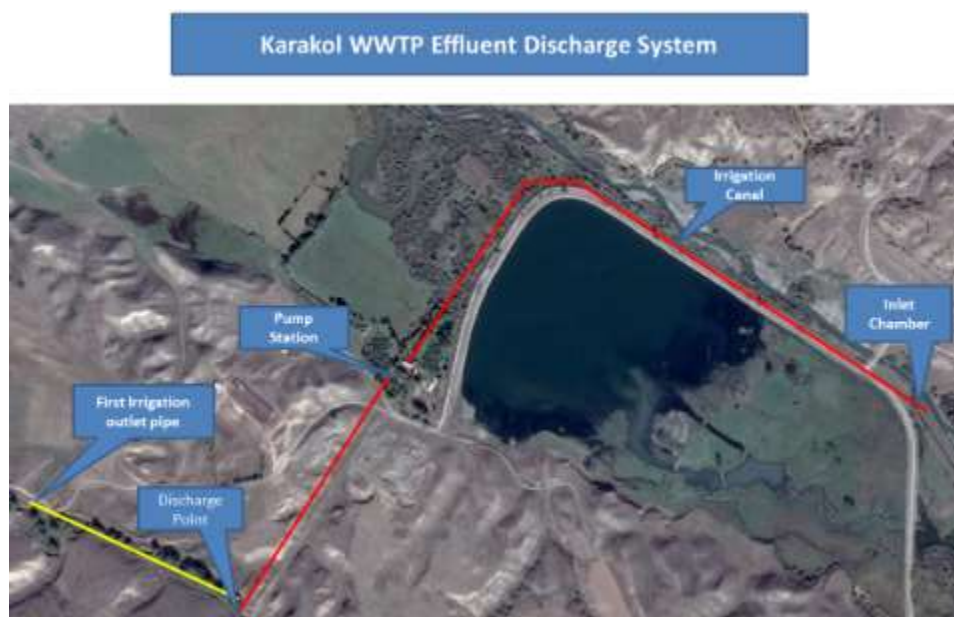 Karakol WWTP Effluent Discharge System
Irrigation
Canal
Inlet
Chamber
Pump
Station
First Irrigation
outlet pipe
Discharge
Point